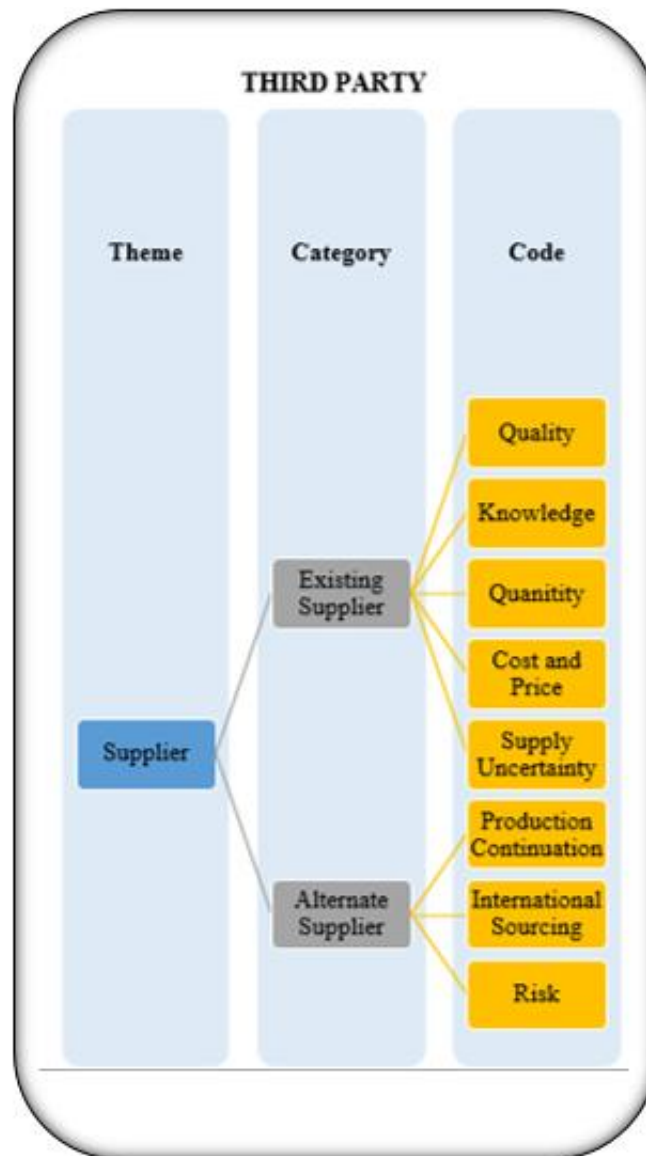 THIRD PARTY
Theme
Category
Code
Quality
Knowledge
Existing
Supplier
Quanitity
Cost and
Price
Supplier
Supply
Uncertainty
Production
Continuation
Alternate
Supplier
International
Sourcing
Risk